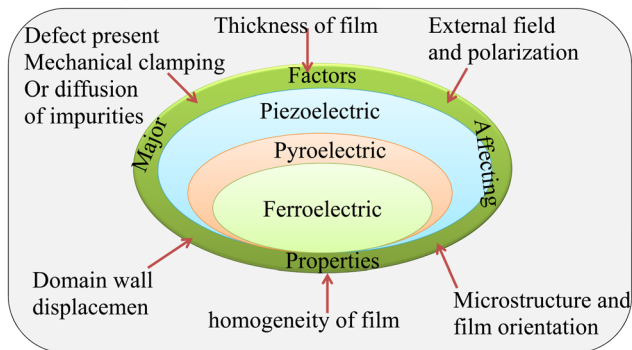 Thickness of film
External field
and polarization
Defect present
Mechanical clamping
Or diffusion
of impurities
Factors
Major
Affecting
Piezoelectric
Pyroelectric
Ferroelectric
Properties
Domain wall
displacemen
homogeneity of film
Microstructure and
film orientation